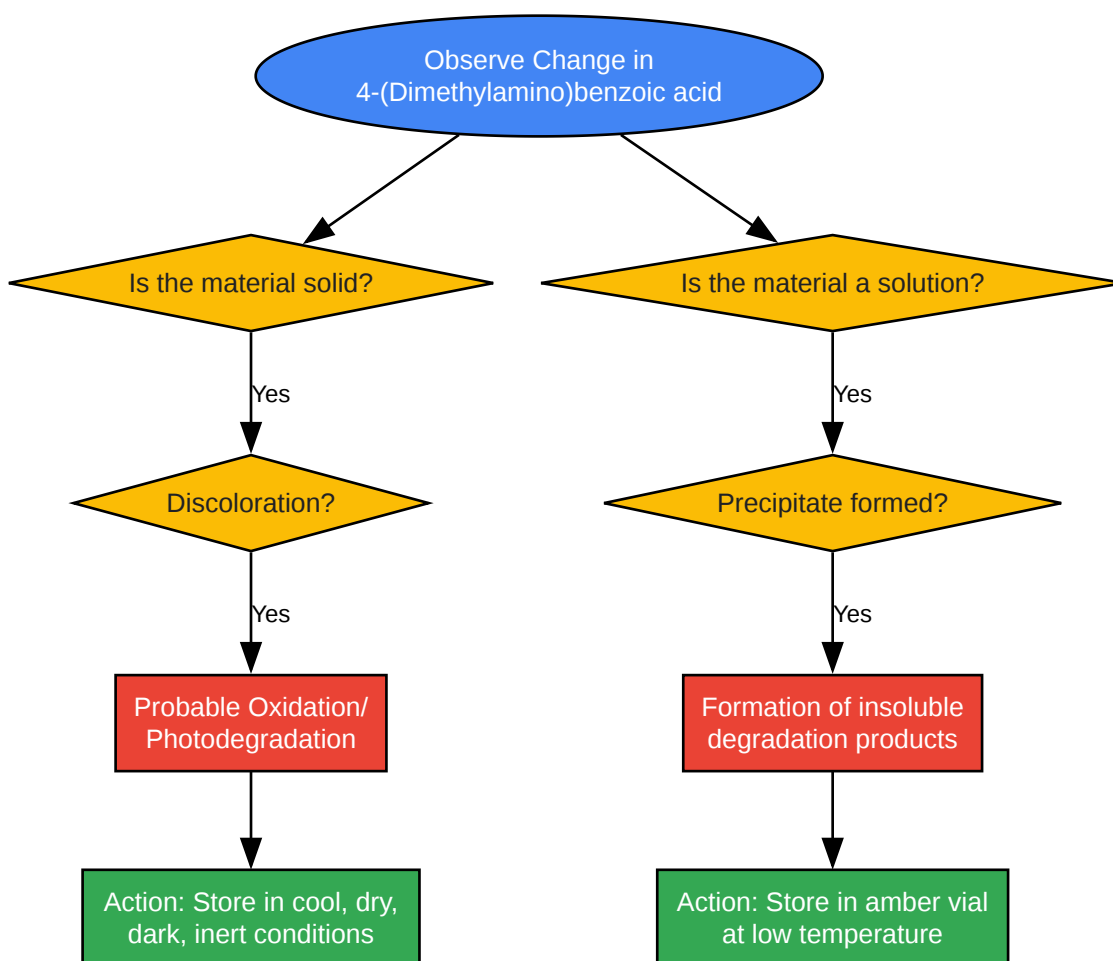 Observe Change in
4-(Dimethylamino)benzoic acid
Is the material solid?
Is the material a solution?
Yes
Yes
Discoloration?
Precipitate formed?
Yes
Yes
Probable Oxidation/
Photodegradation
Formation of insoluble
degradation products
Action: Store in cool, dry,
dark, inert conditions
Action: Store in amber vial
at low temperature